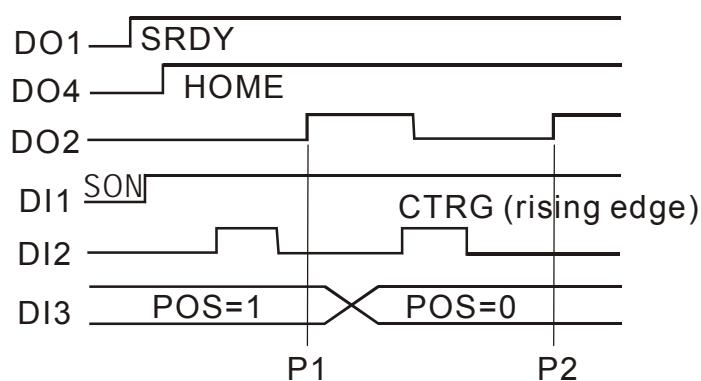 DO1 SRDY
DO4 HOME
DO2
DI1 SON
CTRG (rising edge)
DI2
DI3 POS=1 POS=0
P1 P2